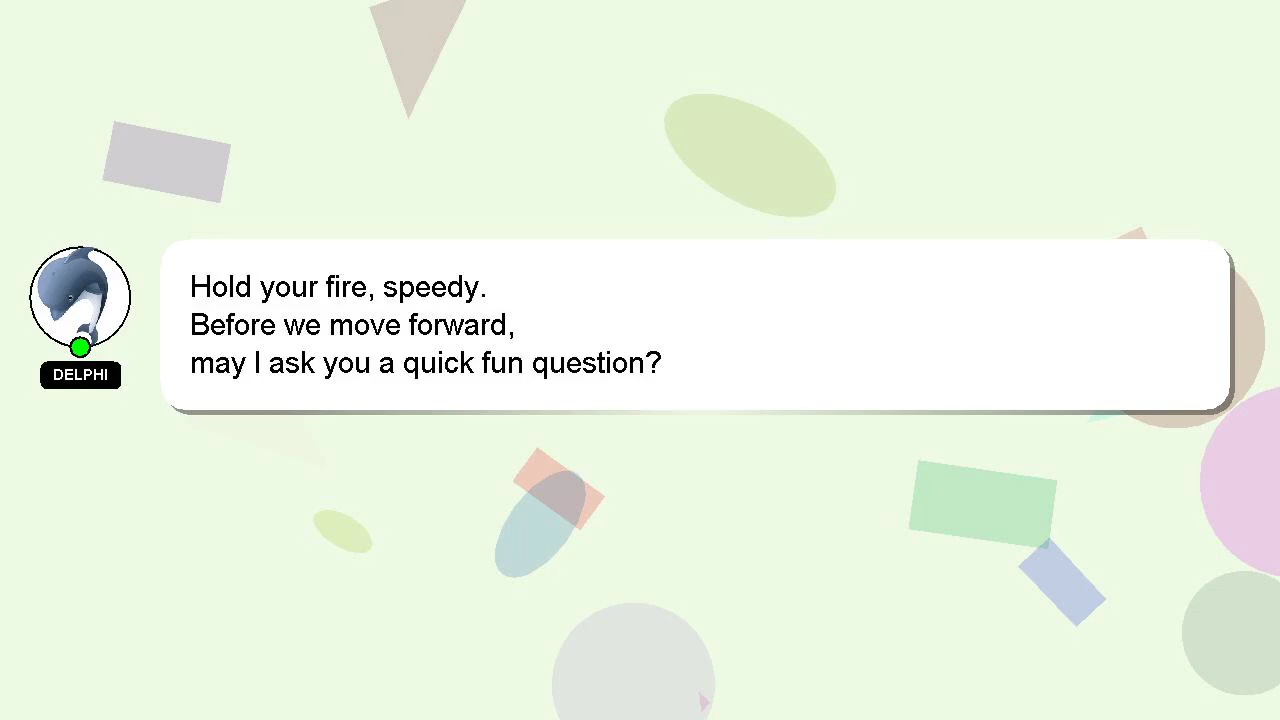 Hold your fire, speedy.
Before we move forward,
may I ask you a quick fun question?
DELPHI